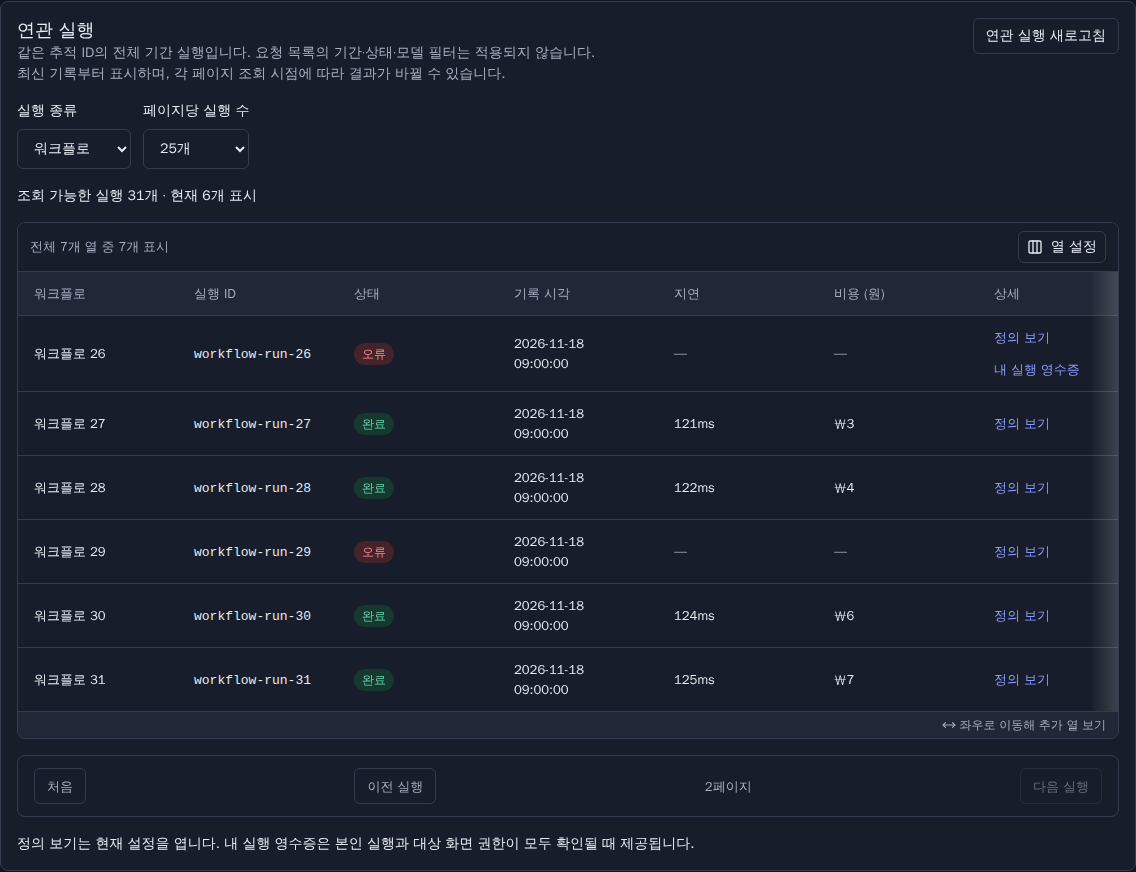 연관 실행
같은 추적 ID의 전체 기간 실행입니다. 요청 목록의 기간·상태·모델 필터는 적용되지 않습니다.
최신 기록부터 표시하며, 각 페이지 조회 시점에 따라 결과가 바뀔 수 있습니다.
연관 실행 새로고침
실행 종류 페이지당 실행 수
워크플로 25개
조회 가능한 실행 31개 · 현재 6개 표시
전체 7개 열 중 7개 표시 열 설정
워크플로 실행 ID 상태 기록 시각 지연 비용 (원) 상세
워크플로 26 workflow-run-26 오류 2026-11-18 09:00:00 — — 정의 보기
내 실행 영수증
워크플로 27 workflow-run-27 완료 2026-11-18 09:00:00 121ms ₩3 정의 보기
워크플로 28 workflow-run-28 완료 2026-11-18 09:00:00 122ms ₩4 정의 보기
워크플로 29 workflow-run-29 오류 2026-11-18 09:00:00 — — 정의 보기
워크플로 30 workflow-run-30 완료 2026-11-18 09:00:00 124ms ₩6 정의 보기
워크플로 31 workflow-run-31 완료 2026-11-18 09:00:00 125ms ₩7 정의 보기
↔ 좌우로 이동해 추가 열 보기
처음 이전 실행 2페이지 다음 실행
정의 보기는 현재 설정을 엽니다. 내 실행 영수증은 본인 실행과 대상 화면 권한이 모두 확인될 때 제공됩니다.